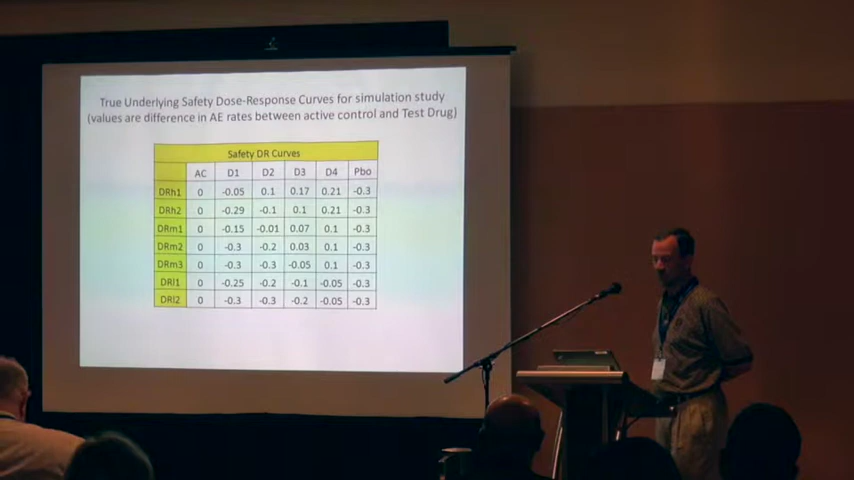 True Underlying Safety Dose-Response Curves for simulation study
(values are difference in AE rates between active control and Test Drug)
Safety DR Curves
AC D1 D2 D3 D4 Pbo
DRh1 0 -0.05 0.1 0.17 0.21 -0.3
DRh2 0 -0.29 -0.1 0.1 0.21 -0.3
DRm1 0 -0.15 -0.01 0.07 0.1 -0.3
DRm2 0 -0.3 -0.2 0.03 0.1 -0.3
DRm3 0 -0.3 -0.3 -0.05 0.1 -0.3
DRl1 0 -0.25 -0.2 -0.1 -0.05 -0.3
DRl2 0 -0.3 -0.3 -0.2 -0.05 -0.3